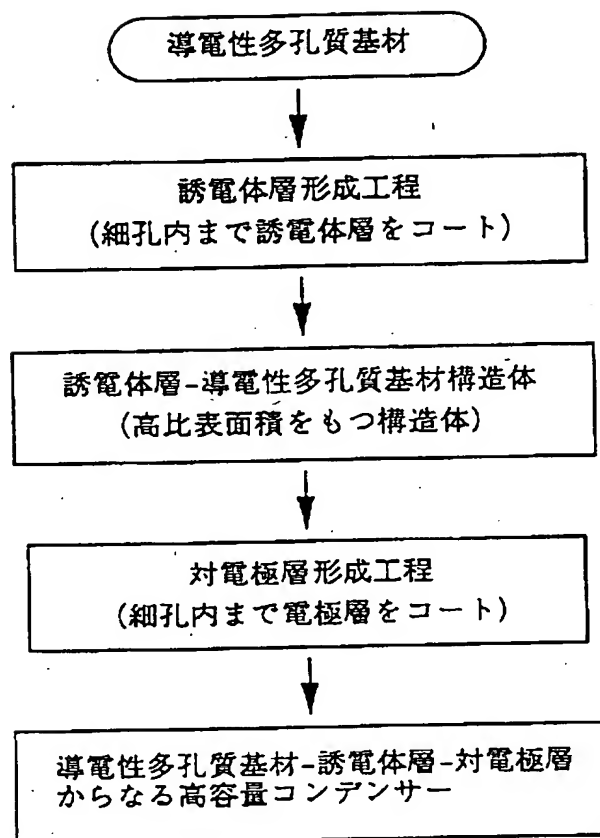 導電性多孔質基材
誘電体層形成工程
(細孔内まで誘電体層をコート)
誘電体層-導電性多孔質基材構造体
(高比表面積をもつ構造体)
対電極層形成工程
(細孔内まで電極層をコート)
導電性多孔質基材-誘電体層-対電極層
からなる高容量コンデンサー